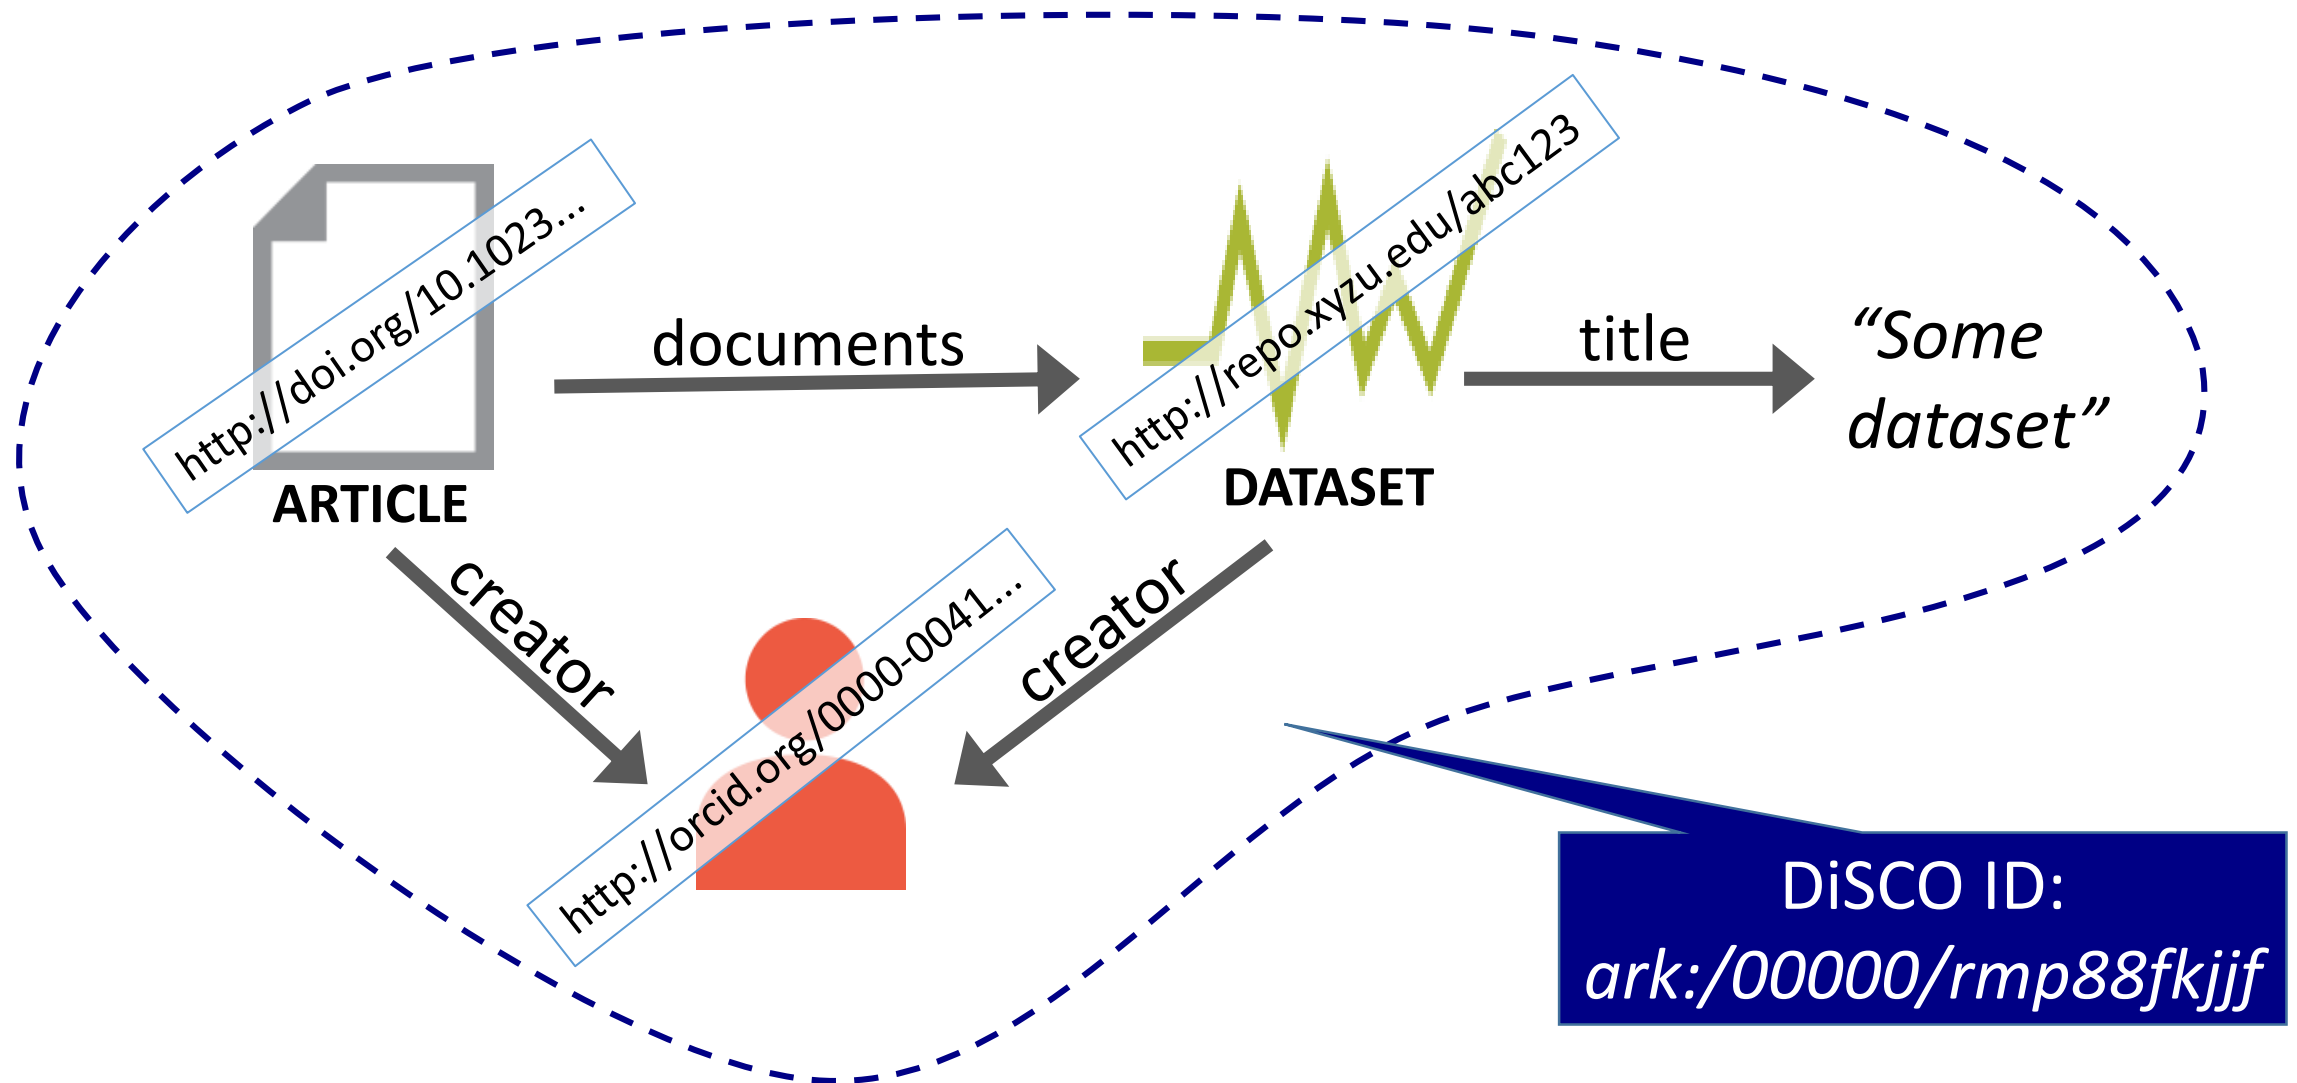 http://doi.org/10.1023...
ARTICLE
documents
http://repo.xyzu.edu/abc123
DATASET
title
“Some
dataset”
creator
http://orcid.org/0000-0041...
creator
DiSCO ID:
ark:/00000/rmp88fkjjf